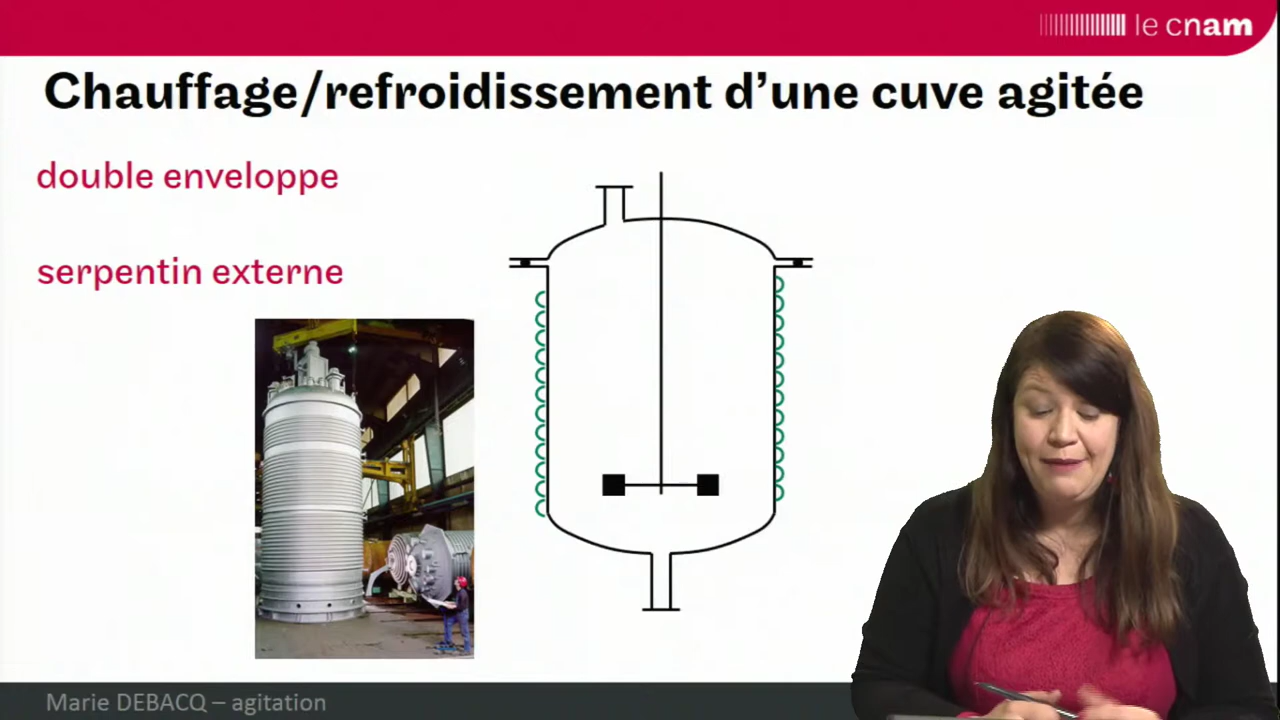 le cnam
Chauffage/refroidissement d’une cuve agitée
double enveloppe
serpentin externe
Marie DEBACQ – agitation